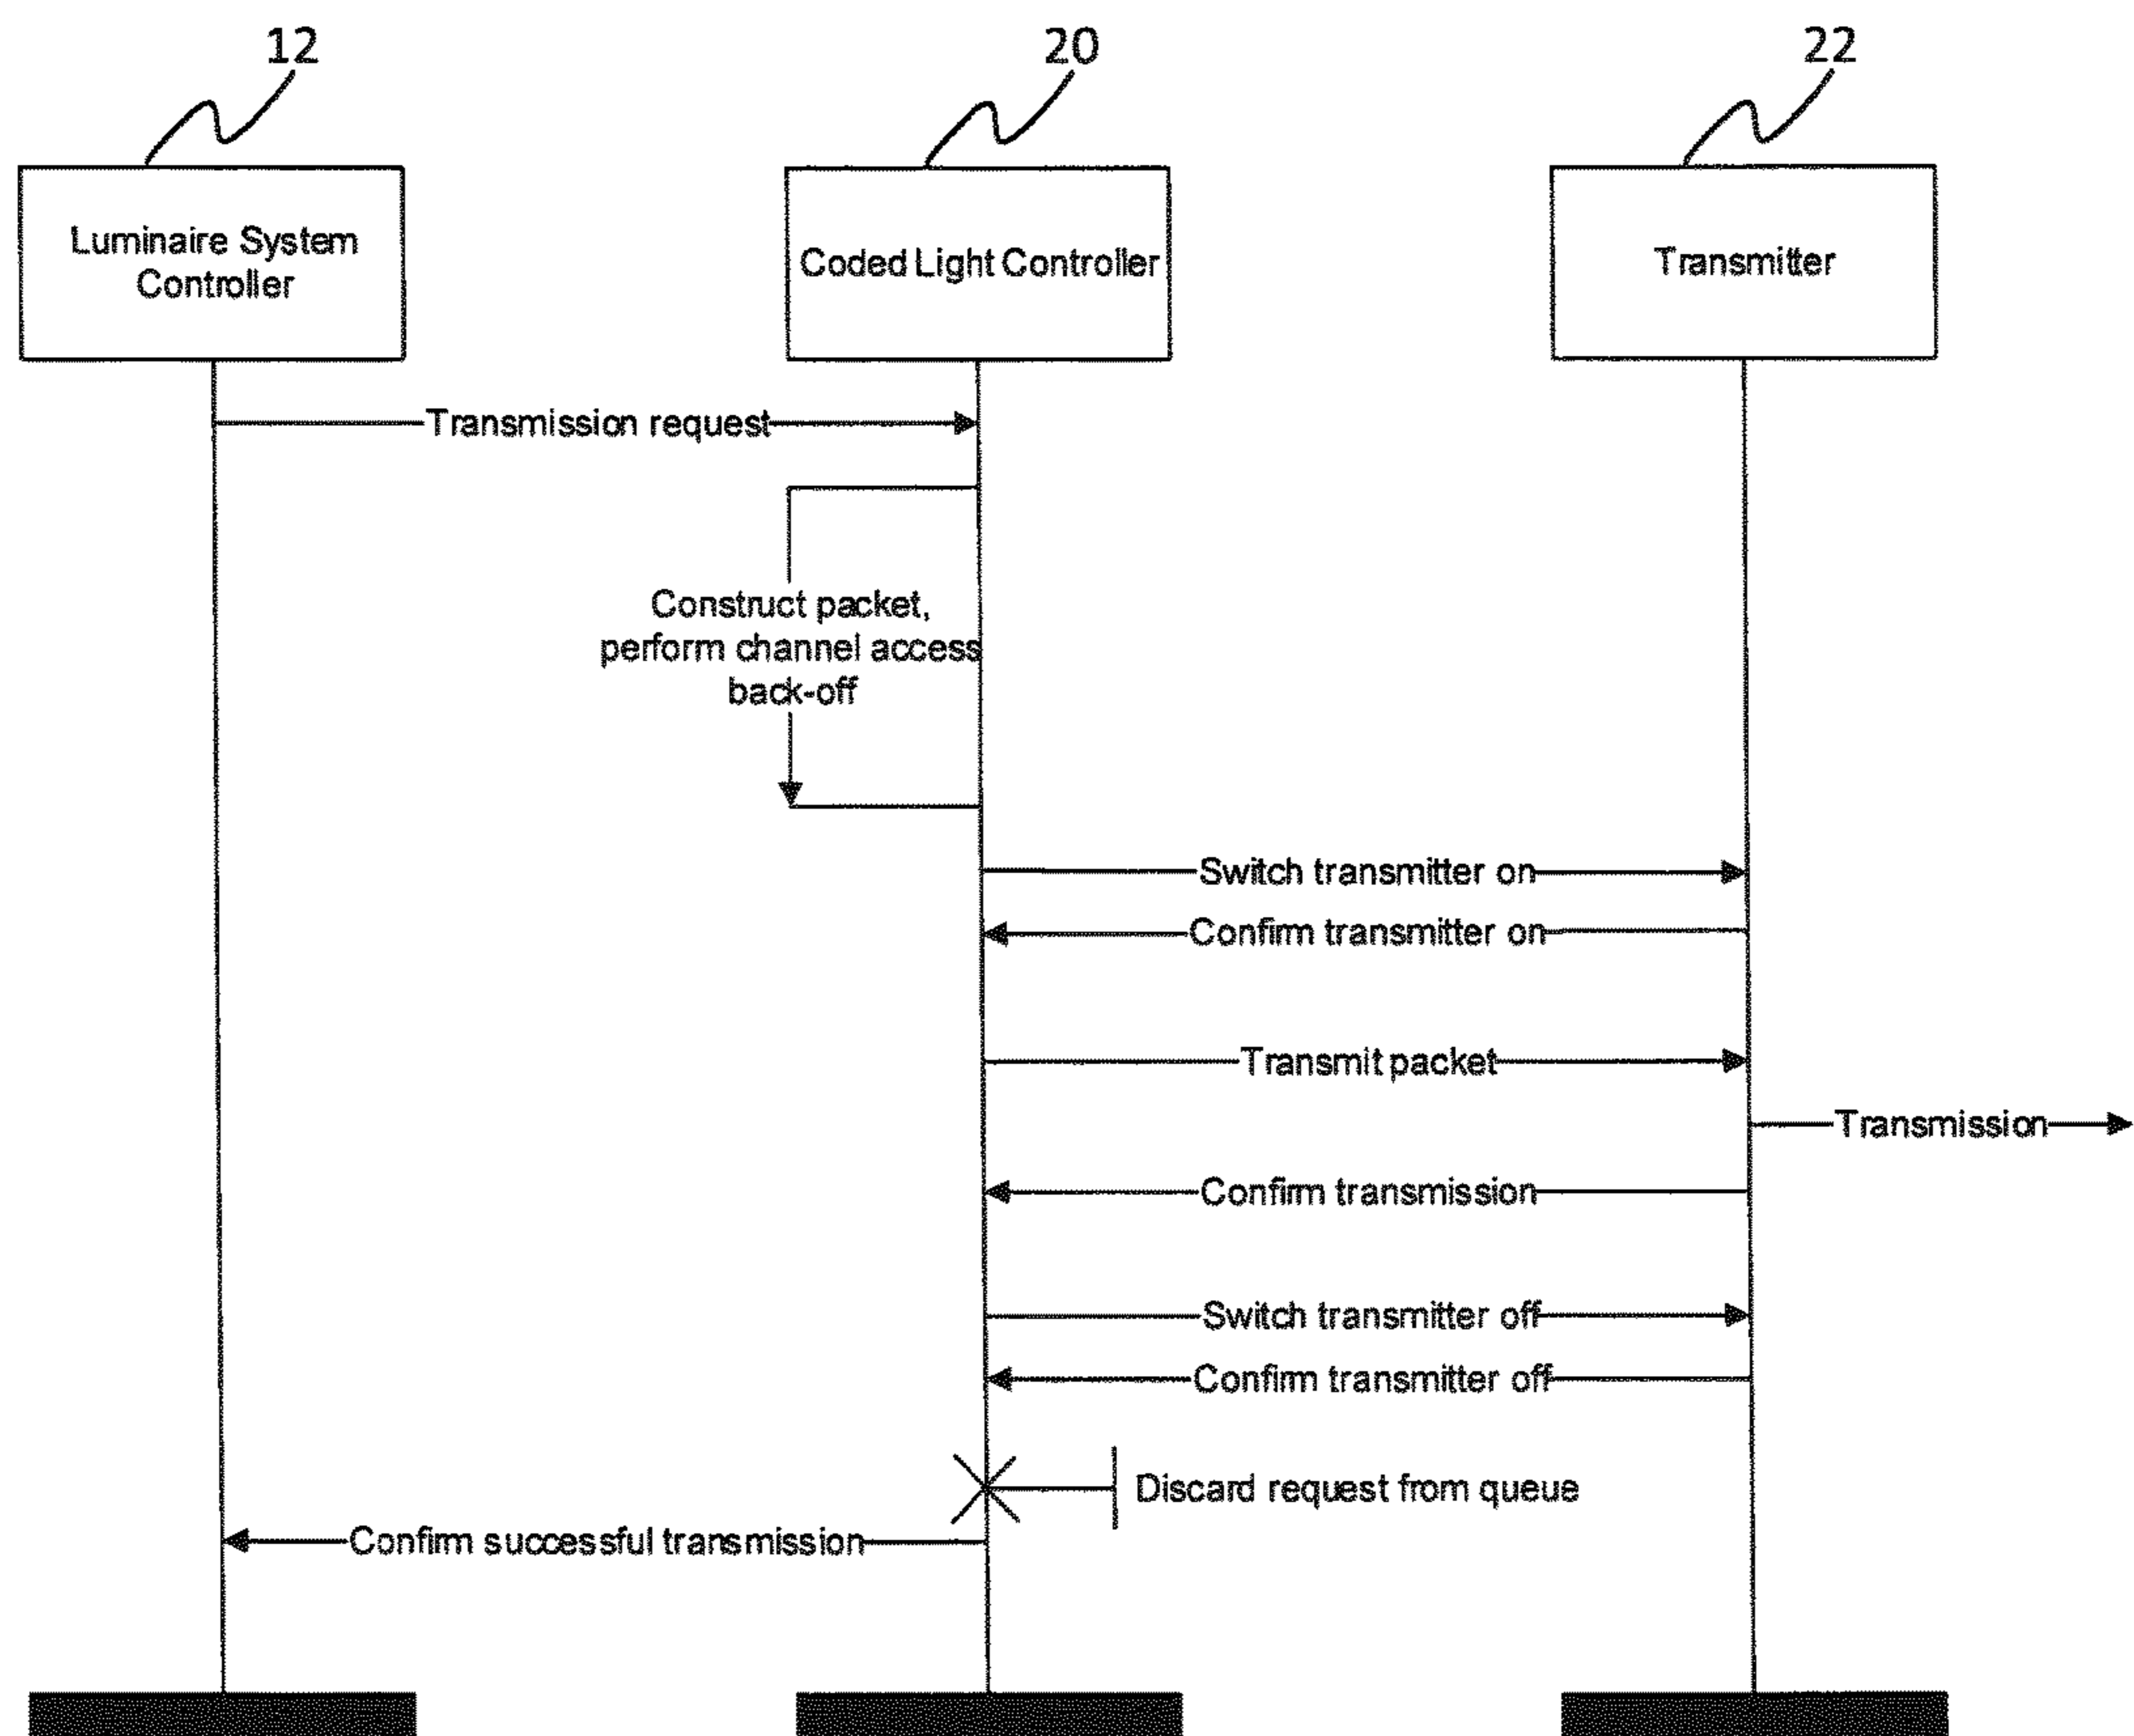 12
20
22
Luminaire System
Controller
Coded Light Controller
Transmitter
Transmission request
Construct packet,
perform channel access
back-off
Switch transmitter on
Confirm transmitter on
Transmit packet
Transmission
Confirm transmission
Switch transmitter off
Confirm transmitter off
Discard request from queue
Confirm successful transmission